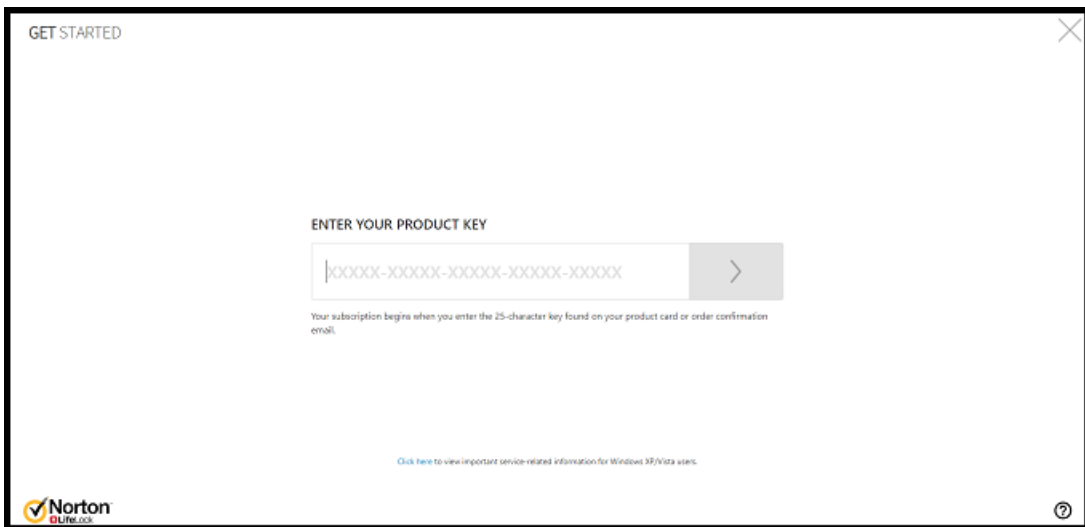 GET STARTED
ENTER YOUR PRODUCT KEY
XXXXX-XXXXX-XXXXX-XXXXX-XXXXX
Your subscription begins when you enter the 25-character key found on your product card or order confirmation
email.
Click here to view important service-related information for Windows XP/Vista users.
Norton
LifeLock
?